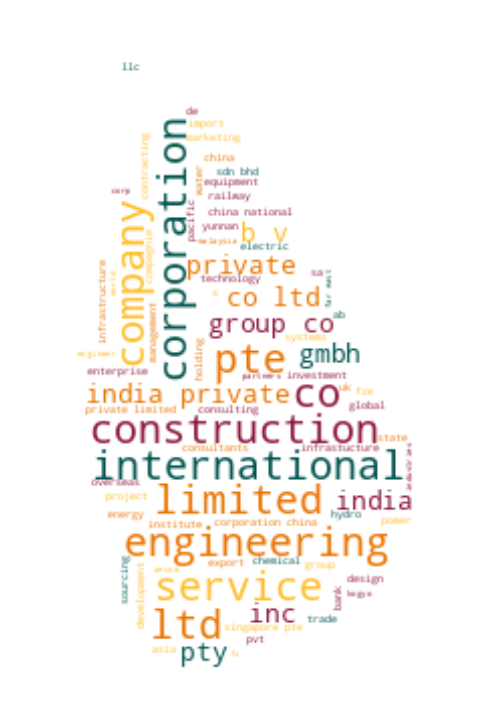 llc
de
import
marketing
china
sdn bhd
equipment
railway
china national
yunnan
b v
malaysia
electric
contracting
corp
corporation
water
pacific
company
compagnie
infrastructure
world
management
private
technology
sa
far east
s
co ltd
ab
group co
systems
engineer
holding
pte
gmbh
enterprise
partners
investment
india private
co
uk
fze
global
private limited
consulting
construction
state
consultants
infrastucture
international
industries
overseas
project
limited
india
energy
institute
corporation china
hydro
power
engineering
sourcing
export
chemical
group
development
service
design
bank
ltd
inc
trade
singapore pte
pvt
asia
pty